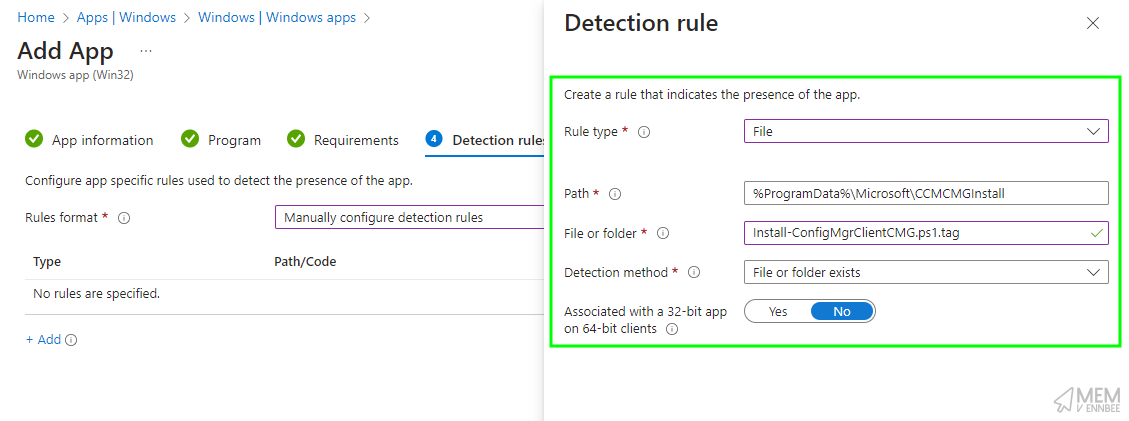 Home > Apps | Windows > Windows | Windows apps >
Add App ...
Windows app (Win32)
App information
Program
Requirements
4 Detection rules
Configure app specific rules used to detect the presence of the app.
Rules format *
Manually configure detection rules
Type Path/Code
No rules are specified.
+ Add
Detection rule
Create a rule that indicates the presence of the app.
Rule type *
File
Path *
%ProgramData%\Microsoft\CCMCMGInstall
File or folder *
Install-ConfigMgrClientCMG.ps1.tag
Detection method *
File or folder exists
Associated with a 32-bit app
on 64-bit clients
Yes No
MEM
VENNBEE